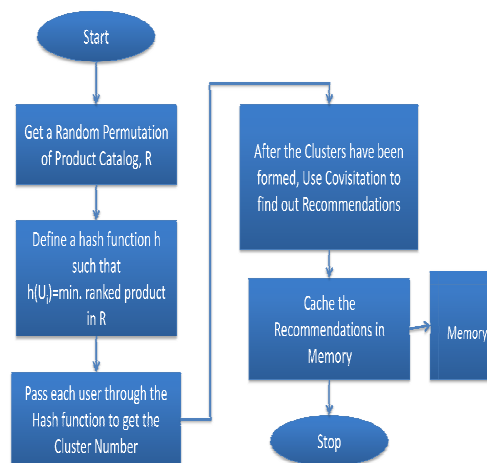 Start
Get a Random Permutation
of Product Catalog, R
Define a hash function h
such that
h(Uᵢ)=min. ranked product
in R
Pass each user through the
Hash function to get the
Cluster Number
After the Clusters have been
formed, Use Covisitation to
find out Recommendations
Cache the
Recommendations in
Memory
Memory
Stop